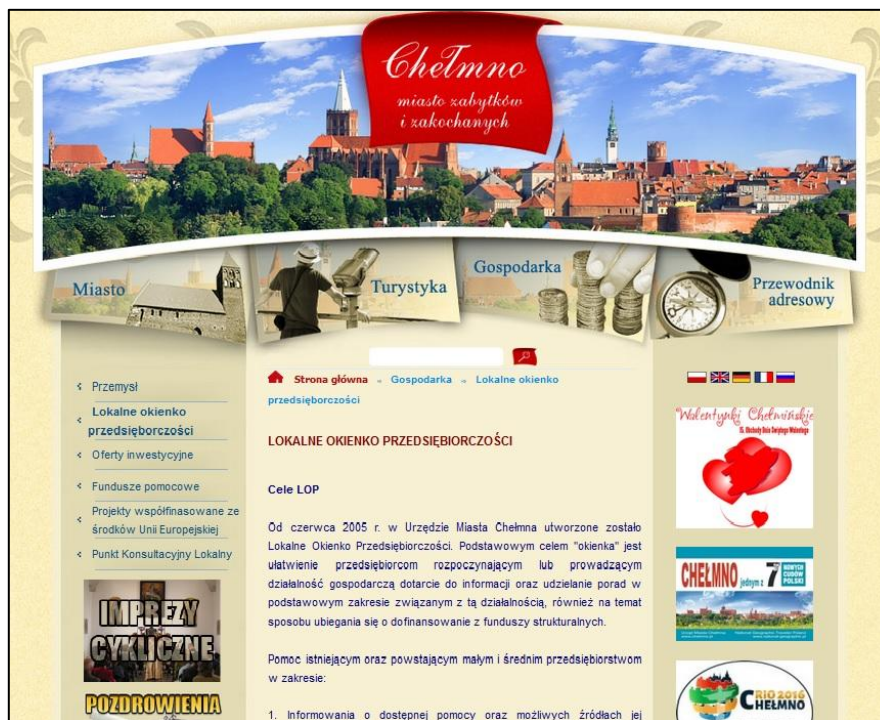 Chełmno
miasto zabytków
i zakochanych
Miasto
Turystyka
Gospodarka
Przewodnik
adresowy
Strona główna » Gospodarka » Lokalne okienko
przedsięborczości
Przemysł
Lokalne okienko
przedsięborczości
Oferty inwestycyjne
Fundusze pomocowe
Projekty współfinasowane ze
środków Unii Europejskiej
Punkt Konsultacyjny Lokalny
IMPREZY
CYKLICZNE
POZDROWIENIA
LOKALNE OKIENKO PRZEDSIĘBIORCZOŚCI
Cele LOP
Od czerwca 2005 r. w Urzędzie Miasta Chełmna utworzone zostało
Lokalne Okienko Przedsiębiorczości. Podstawowym celem "okienka" jest
ułatwienie przedsiębiorcom rozpoczynającym lub prowadzącym
działalność gospodarczą dotarcie do informacji oraz udzielanie porad w
podstawowym zakresie związanym z tą działalnością, również na temat
sposobu ubiegania się o dofinansowanie z funduszy strukturalnych.
Pomoc istniejącym oraz powstającym małym i średnim przedsiębiorstwom
w zakresie:
1. Informowania o dostępnej pomocy oraz możliwych źródłach jej
Walentynki Chełmińskie
CHEŁMNO jednym z 7 NOWYCH
CUDÓW
POLSKI
CRIO 2016
CHEŁMNO